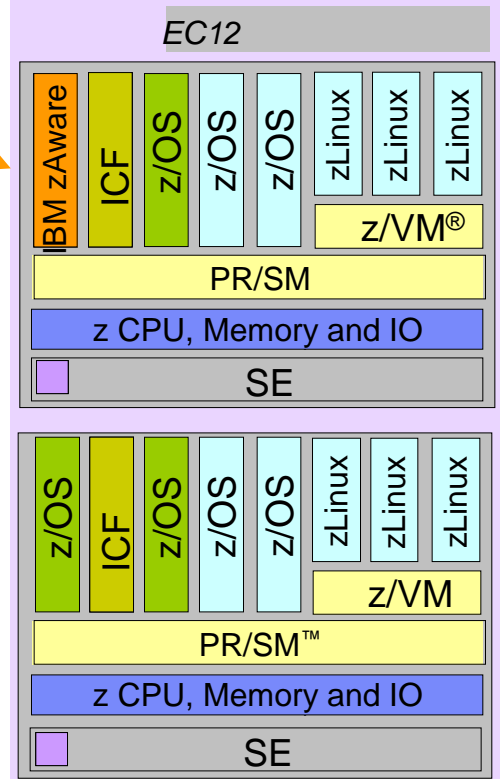 EC12
IBM zAware
ICF
z/OS
z/OS
z/OS
zLinux
zLinux
zLinux
z/VM®
PR/SM
z CPU, Memory and IO
SE
z/OS
ICF
z/OS
z/OS
z/OS
zLinux
zLinux
zLinux
z/VM
PR/SM™
z CPU, Memory and IO
SE